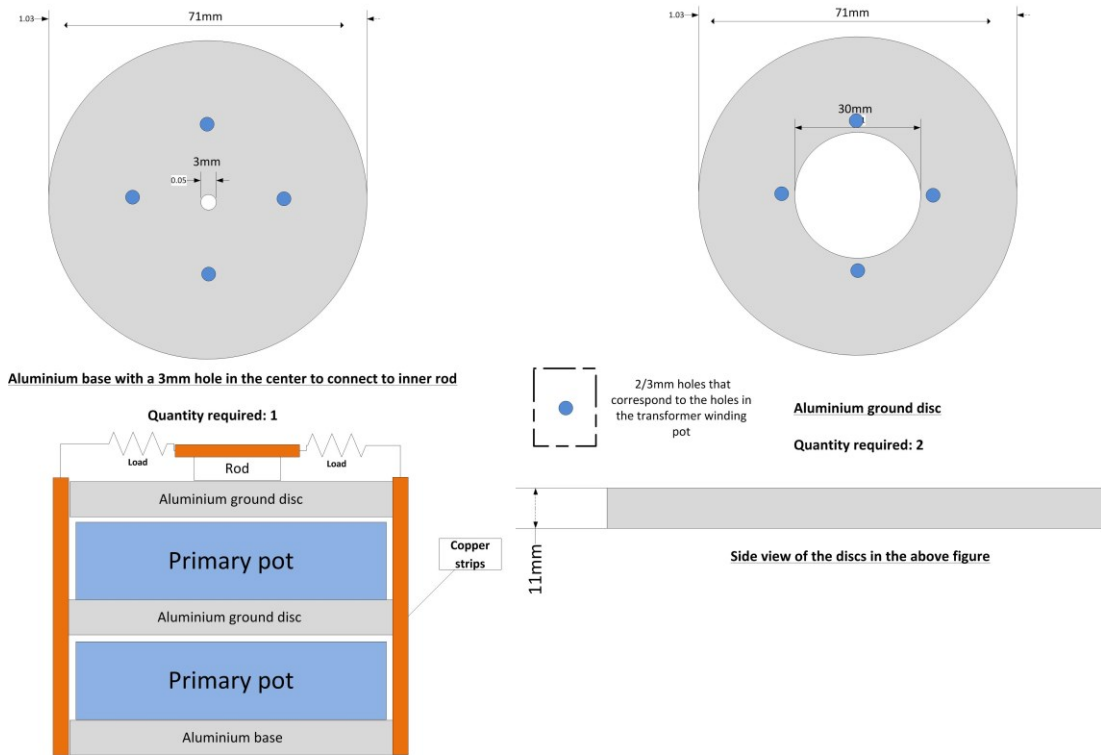 1.03
71mm
3mm
0.05
Aluminium base with a 3mm hole in the center to connect to inner rod
Quantity required: 1
1.03
71mm
30mm
2/3mm holes that
correspond to the holes in
the transformer winding
pot
Aluminium ground disc
Quantity required: 2
Load
Load
Rod
Aluminium ground disc
Primary pot
Copper
strips
Aluminium ground disc
Primary pot
Aluminium base
11mm
Side view of the discs in the above figure